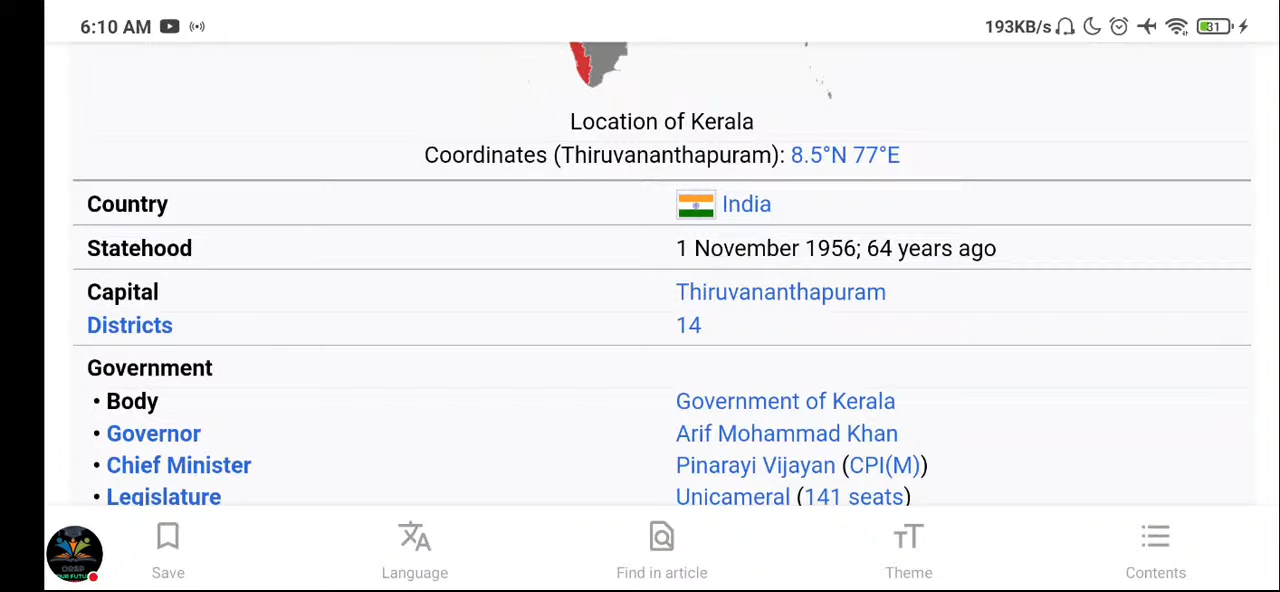 6:10 AM 193KB/s 31
Location of Kerala
Coordinates (Thiruvananthapuram): 8.5°N 77°E
Country India
Statehood 1 November 1956; 64 years ago
Capital Thiruvananthapuram
Districts 14
Government
• Body Government of Kerala
• Governor Arif Mohammad Khan
• Chief Minister Pinarayi Vijayan (CPI(M))
• Legislature Unicameral (141 seats)
Save Language Find in article Theme Contents